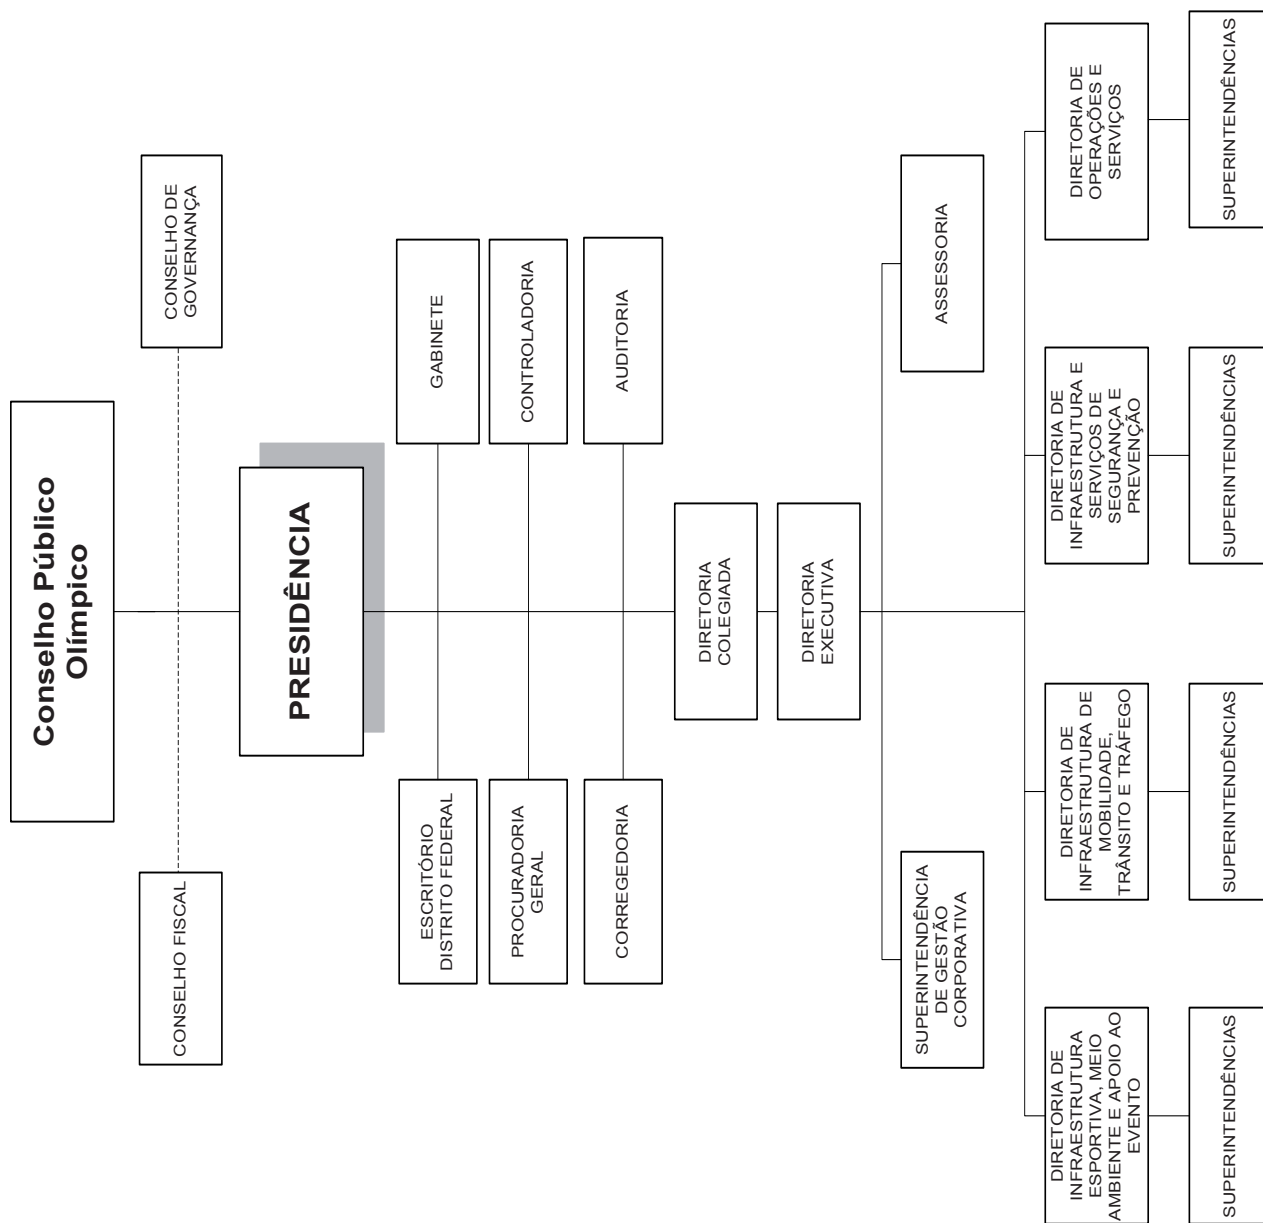 Conselho Público
Olímpico
CONSELHO FISCAL
CONSELHO DE
GOVERNANÇA
PRESIDÊNCIA
ESCRITÓRIO
DISTRITO FEDERAL
GABINETE
PROCURADORIA
GERAL
CONTROLADORIA
CORREGEDORIA
AUDITORIA
DIRETORIA
COLEGIADA
DIRETORIA
EXECUTIVA
SUPERINTENDÊNCIA
DE GESTÃO
CORPORATIVA
ASSESSORIA
DIRETORIA DE
INFRAESTRUTURA
ESPORTIVA, MEIO
AMBIENTE E APOIO AO
EVENTO
DIRETORIA DE
INFRAESTRUTURA DE
MOBILIDADE,
TRÂNSITO E TRÁFEGO
DIRETORIA DE
INFRAESTRUTURA E
SERVIÇOS DE
SEGURANÇA E
PREVENÇÃO
DIRETORIA DE
OPERAÇÕES E
SERVIÇOS
SUPERINTENDÊNCIAS
SUPERINTENDÊNCIAS
SUPERINTENDÊNCIAS
SUPERINTENDÊNCIAS